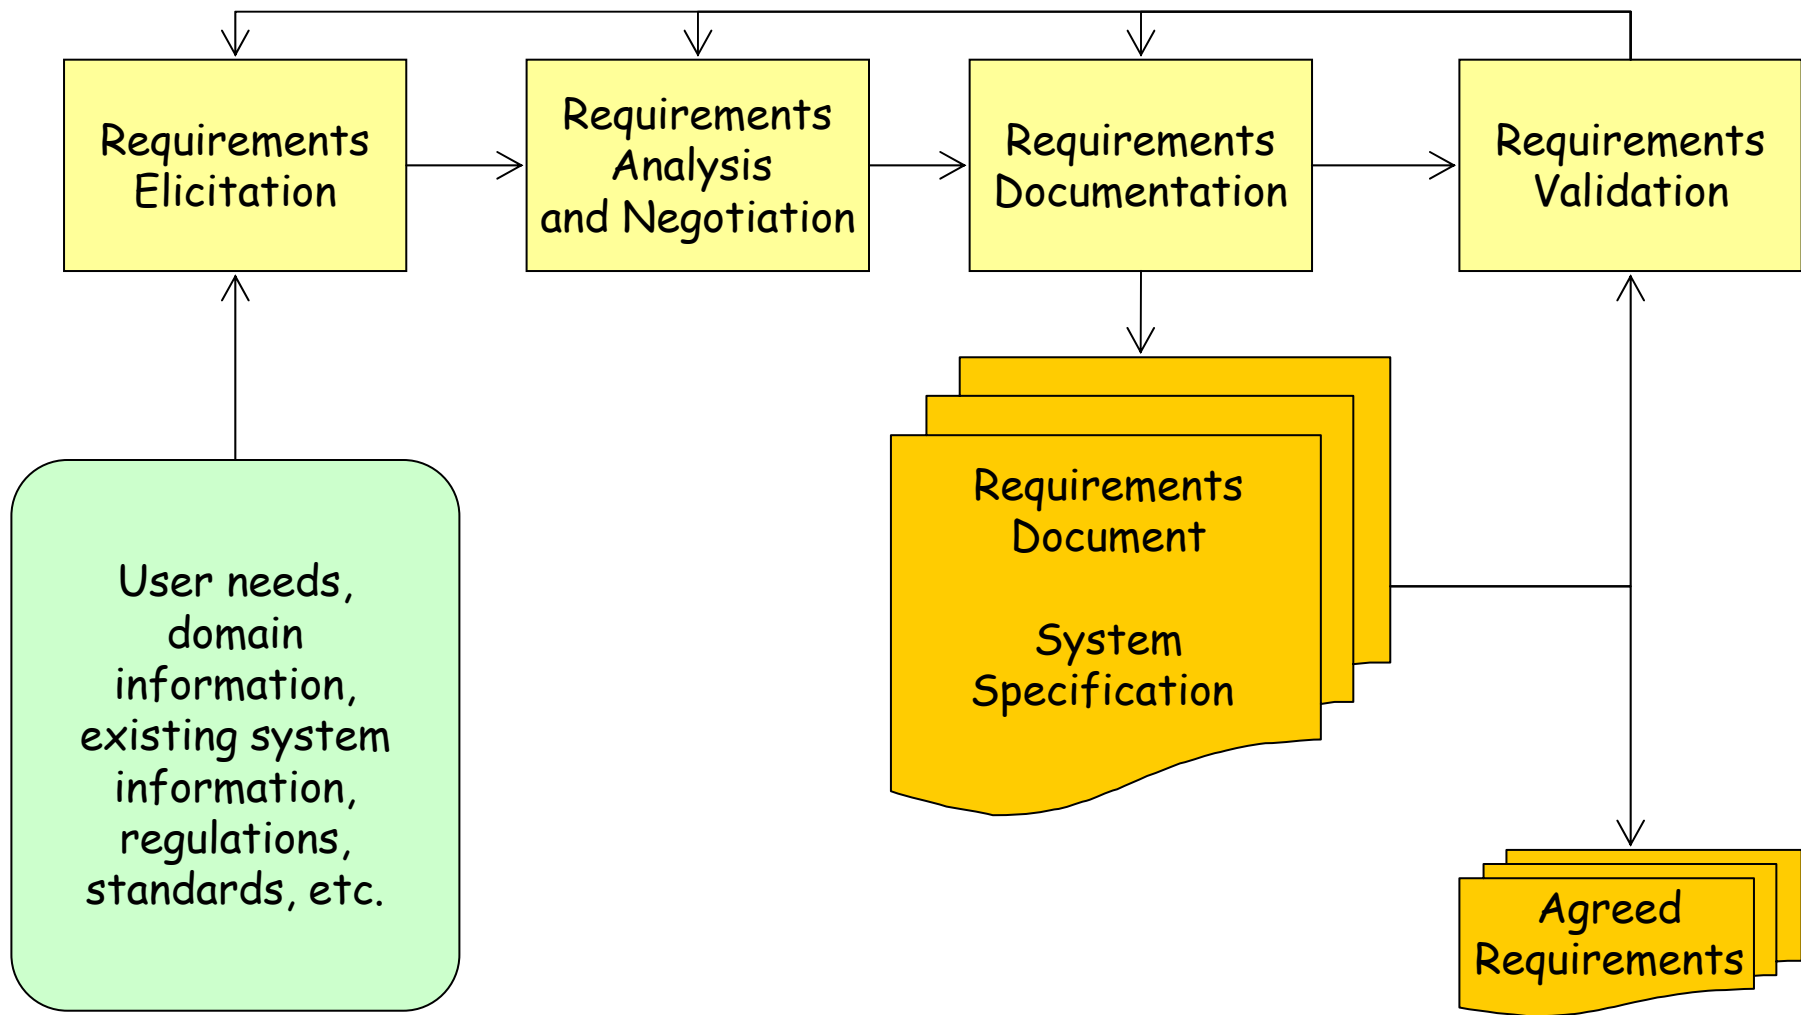 Requirements
Elicitation
Requirements
Analysis
and Negotiation
Requirements
Documentation
Requirements
Validation
User needs,
domain
information,
existing system
information,
regulations,
standards, etc.
Requirements
Document
System
Specification
Agreed
Requirements